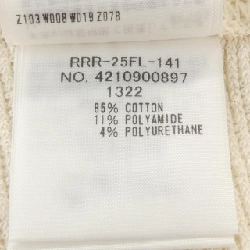 Z103 W008 W019 Z078
RRR-25FL-141
NO. 4210900897
1322
85% COTTON
11% POLYAMIDE
4% POLYURETHANE